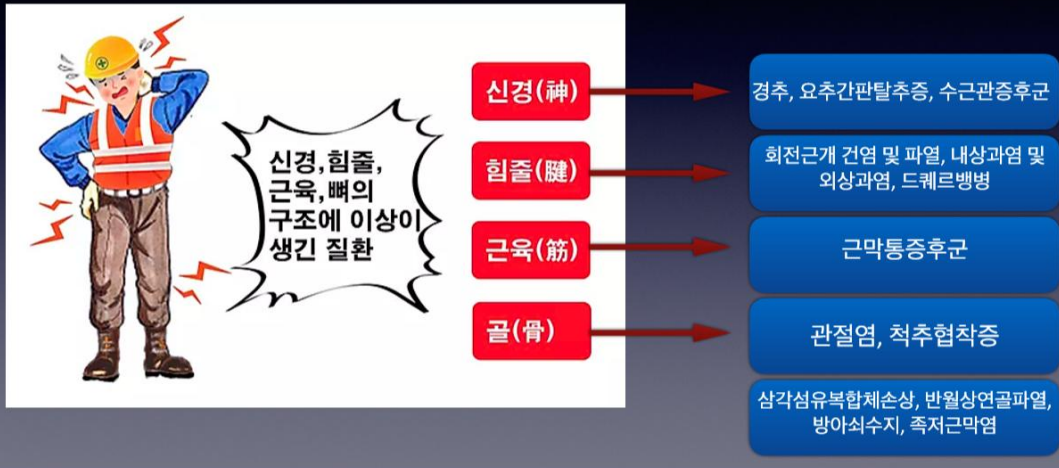 신경,힘줄,
근육,뼈의
구조에 이상이
생긴 질환
신경(神)
경추, 요추간판탈추증, 수근관증후군
힘줄(腱)
회전근개 건염 및 파열, 내상과염 및
외상과염, 드퀘르뱅병
근육(筋)
근막통증후군
골(骨)
관절염, 척추협착증
삼각섬유복합체손상, 반월상연골파열,
방아쇠수지, 족저근막염